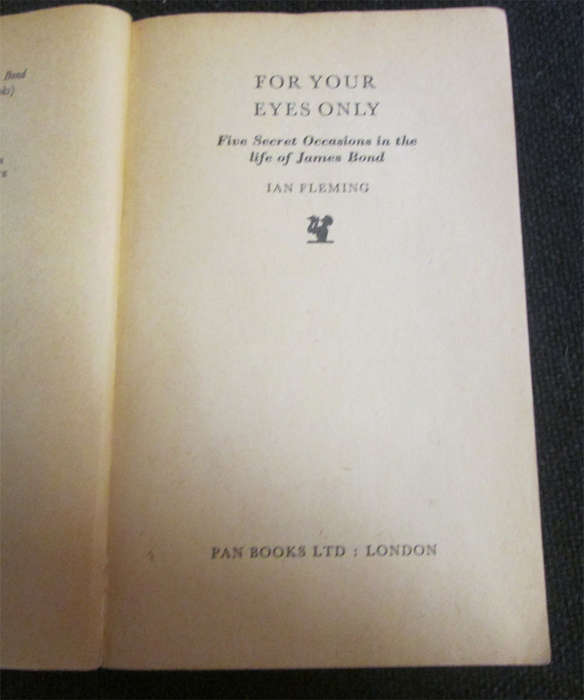 Bond
FOR YOUR
EYES ONLY
Five Secret Occasions in the
life of James Bond
IAN FLEMING
PAN BOOKS LTD : LONDON